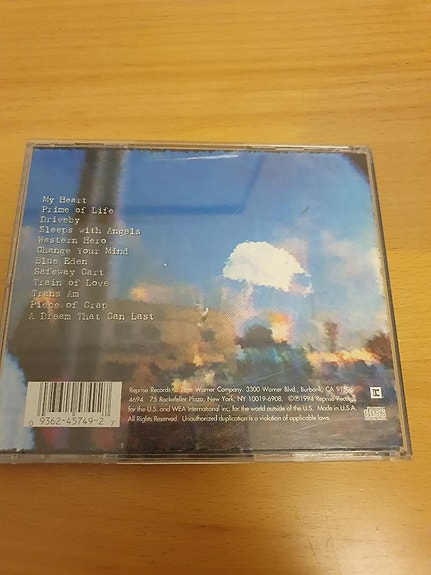 My Heart
Prime of Life
Driveby
Sleeps with Angels
Western Hero
Change Your Mind
Blue Eden
Safeway Cart
Train of Love
Trans Am
Piece of Crap
A Dream That Can Last
Reprise Records, a Time Warner Company. 3300 Warner Blvd., Burbank, CA 91505-
4694. 75 Rockefeller Plaza, New York, NY 10019-6908. ©℗1994 Reprise Records
for the U.S. and WEA International Inc. for the world outside of the U.S. Made in U.S.A.
All Rights Reserved. Unauthorized duplication is a violation of applicable laws.
0 9362-45749-2 7